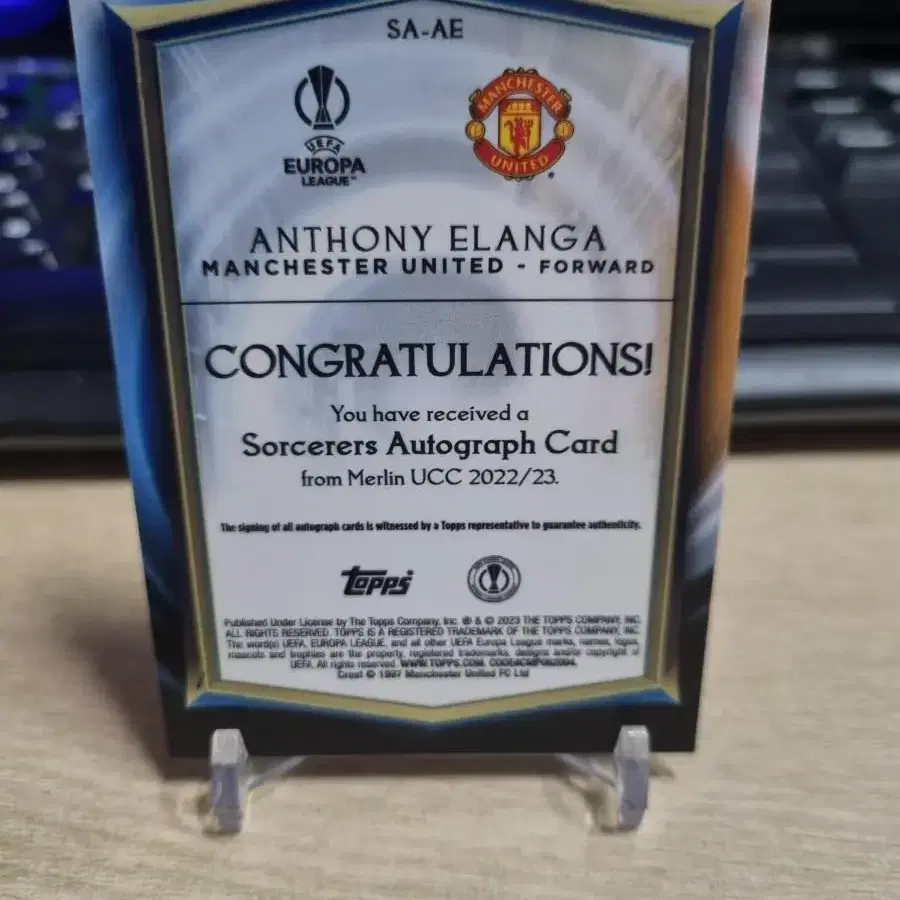 SA-AE
UEFA
EUROPA
LEAGUE™
MANCHESTER
UNITED
ANTHONY ELANGA
MANCHESTER UNITED - FORWARD
CONGRATULATIONS!
You have received a
Sorcerers Autograph Card
from Merlin UCC 2022/23.
The signing of all autograph cards is witnessed by a Topps representative to guarantee authenticity.
Topps
Published Under License by The Topps Company, Inc. ® & © 2023 THE TOPPS COMPANY, INC.
ALL RIGHTS RESERVED. TOPPS IS A REGISTERED TRADEMARK OF THE TOPPS COMPANY, INC.
The word(s) UEFA, EUROPA LEAGUE, and all other UEFA Europa League marks, names, logos,
mascots and trophies are the property, registered trademarks, designs and/or copyright of
UEFA. All rights reserved. WWW.TOPPS.COM.
Crest © 1997 Manchester United FC Ltd